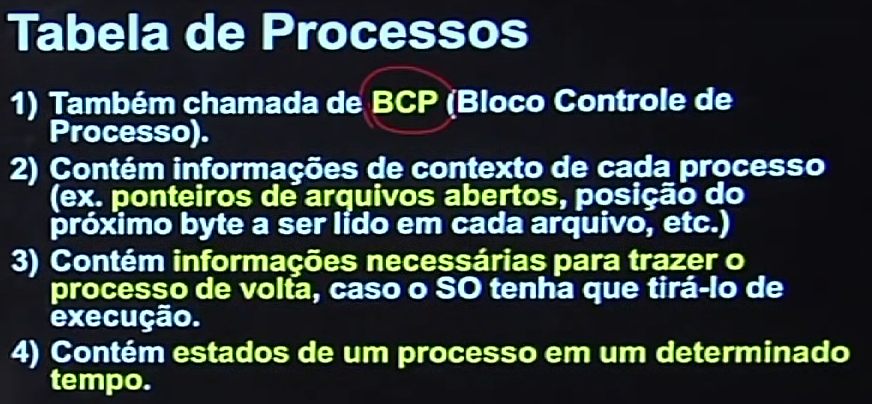 Tabela de Processos
1) Também chamada de BCP (Bloco Controle de
Processo).
2) Contém informações de contexto de cada processo
(ex. ponteiros de arquivos abertos, posição do
próximo byte a ser lido em cada arquivo, etc.)
3) Contém informações necessárias para trazer o
processo de volta, caso o SO tenha que tirá-lo de
execução.
4) Contém estados de um processo em um determinado
tempo.